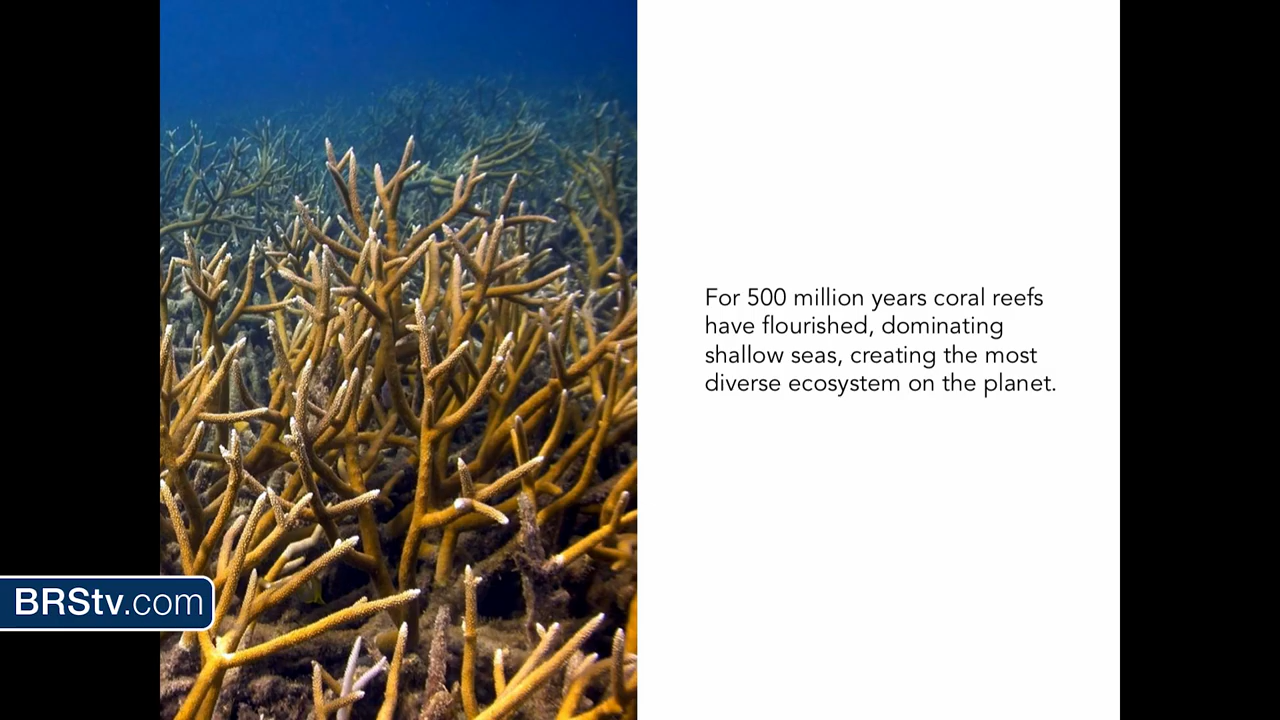 For 500 million years coral reefs
have flourished, dominating
shallow seas, creating the most
diverse ecosystem on the planet.
BRStv.com